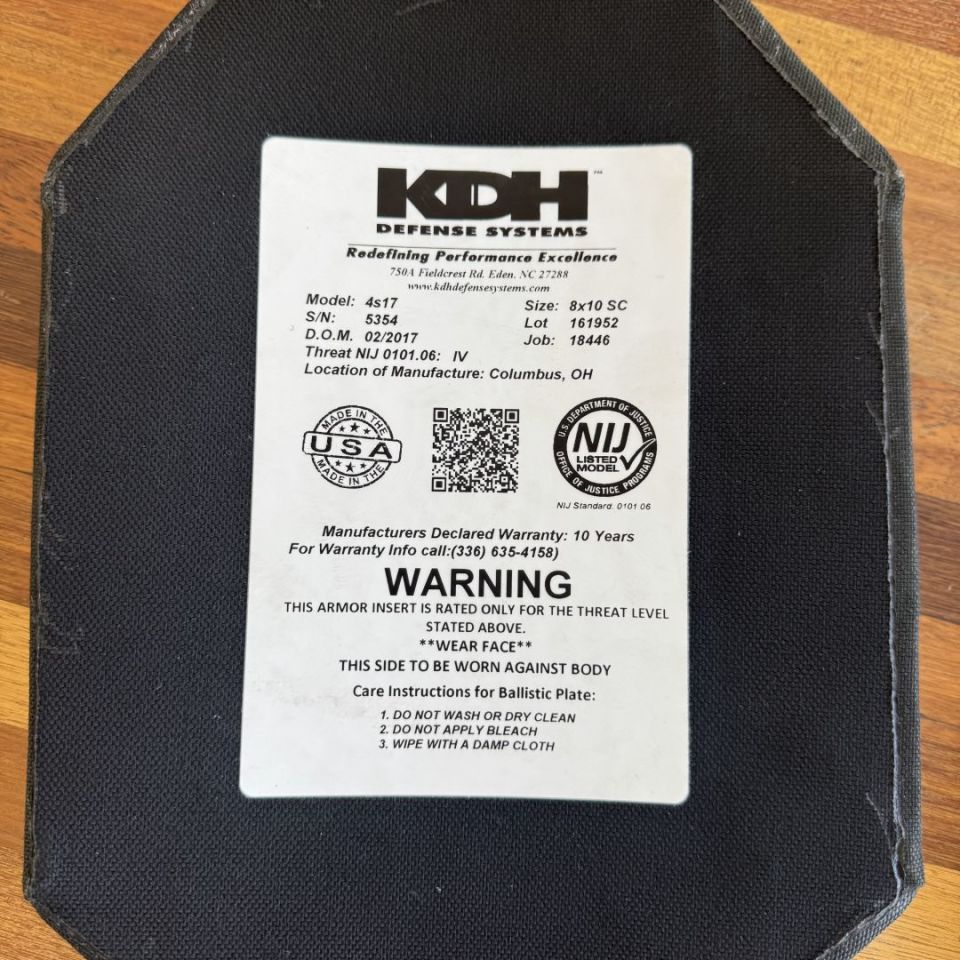 KDH™
DEFENSE SYSTEMS
Redefining Performance Excellence
750A Fieldcrest Rd. Eden. NC 27288
www.kdhdefensesystems.com
Model: 4s17 Size: 8x10 SC
S/N: 5354 Lot 161952
D.O.M. 02/2017 Job: 18446
Threat NIJ 0101.06: IV
Location of Manufacture: Columbus, OH
MADE IN THE
USA
MADE IN THE
U.S. DEPARTMENT OF JUSTICE
NIJ
LISTED
MODEL
OFFICE OF JUSTICE PROGRAMS
NIJ Standard: 0101.06
Manufacturers Declared Warranty: 10 Years
For Warranty Info call:(336) 635-4158)
WARNING
THIS ARMOR INSERT IS RATED ONLY FOR THE THREAT LEVEL
STATED ABOVE.
**WEAR FACE**
THIS SIDE TO BE WORN AGAINST BODY
Care Instructions for Ballistic Plate:
1. DO NOT WASH OR DRY CLEAN
2. DO NOT APPLY BLEACH
3. WIPE WITH A DAMP CLOTH